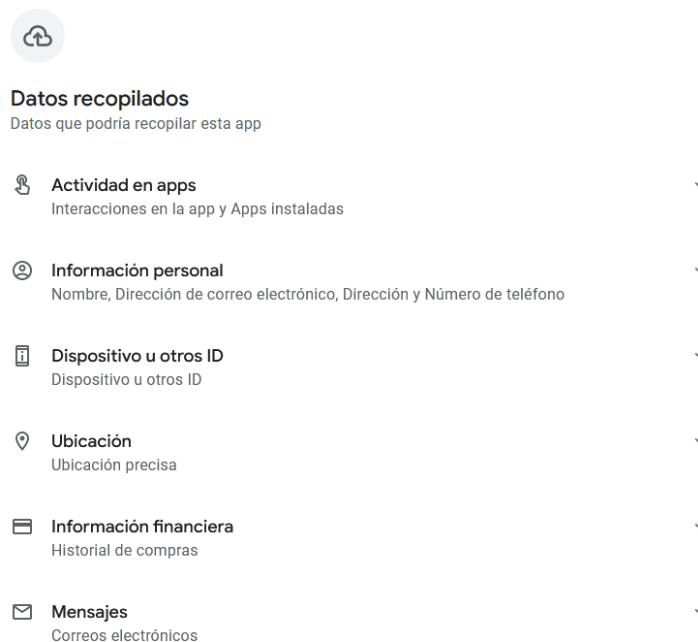 Datos recopilados
Datos que podría recopilar esta app
Actividad en apps
Interacciones en la app y Apps instaladas
Información personal
Nombre, Dirección de correo electrónico, Dirección y Número de teléfono
Dispositivo u otros ID
Dispositivo u otros ID
Ubicación
Ubicación precisa
Información financiera
Historial de compras
Mensajes
Correos electrónicos